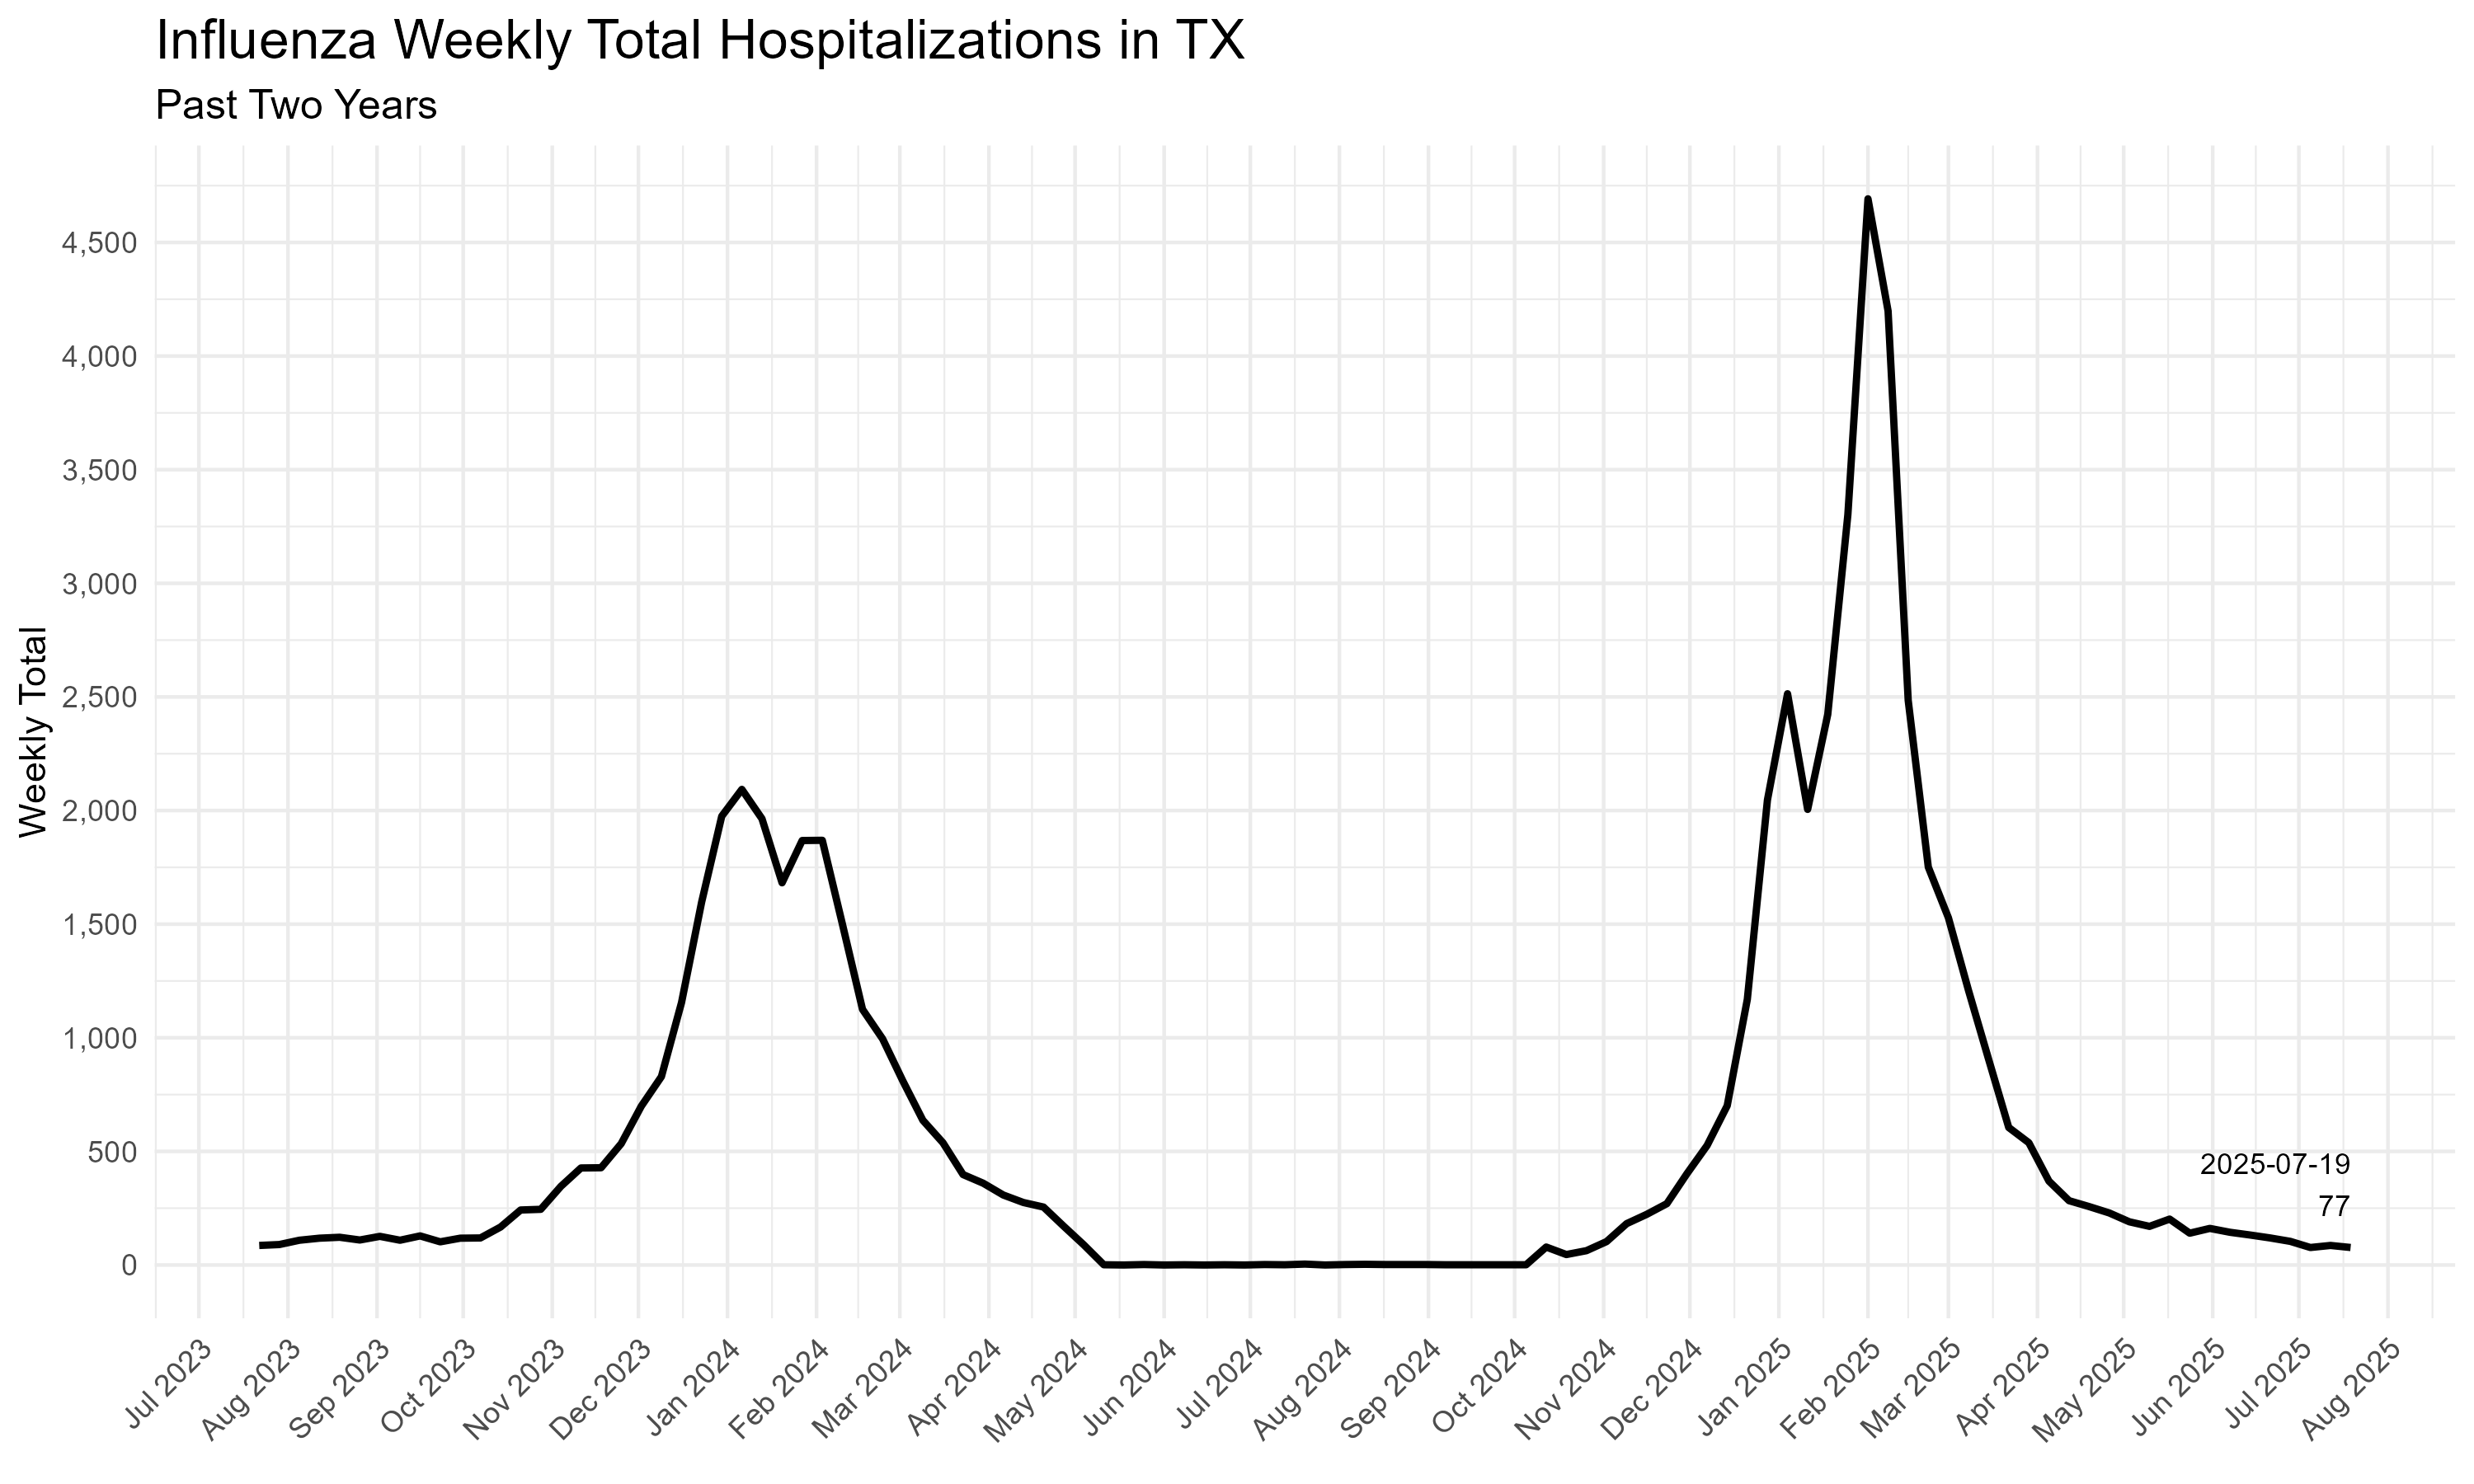 Influenza Weekly Total Hospitalizations in TX
Past Two Years
Weekly Total
4,500
4,000
3,500
3,000
2,500
2,000
1,500
1,000
500
0
2025-07-19
77
Jul 2023
Aug 2023
Sep 2023
Oct 2023
Nov 2023
Dec 2023
Jan 2024
Feb 2024
Mar 2024
Apr 2024
May 2024
Jun 2024
Jul 2024
Aug 2024
Sep 2024
Oct 2024
Nov 2024
Dec 2024
Jan 2025
Feb 2025
Mar 2025
Apr 2025
May 2025
Jun 2025
Jul 2025
Aug 2025